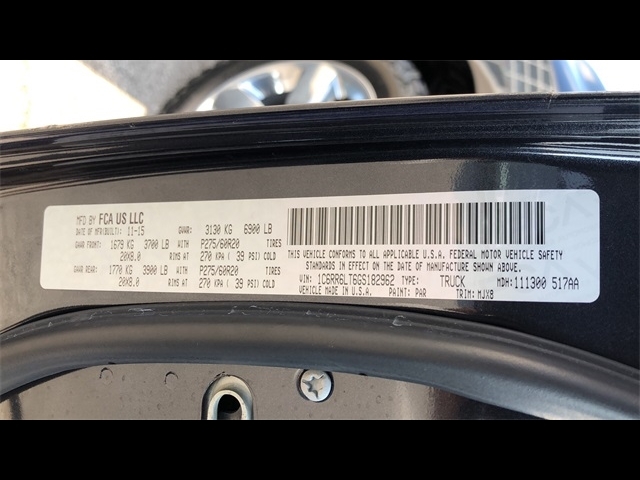 MFD BY FCA US LLC
DATE OF MFR(BUILT): 11-15 GVWR: 3130 KG 6900 LB
GAWR FRONT: 1679 KG 3700 LB WITH P275/60R20 TIRES
20X8.0 RIMS AT 270 KPA ( 39 PSI) COLD
GAWR REAR: 1770 KG 3900 LB WITH P275/60R20 TIRES
20X8.0 RIMS AT 270 KPA ( 39 PSI) COLD
THIS VEHICLE CONFORMS TO ALL APPLICABLE U.S.A. FEDERAL MOTOR VEHICLE SAFETY
STANDARDS IN EFFECT ON THE DATE OF MANUFACTURE SHOWN ABOVE.
VIN: 1C6RR6LT6GS182962 TYPE: TRUCK MDH: 111300 517AA
VEHICLE MADE IN U.S.A. PAINT: PAR TRIM: MJX8